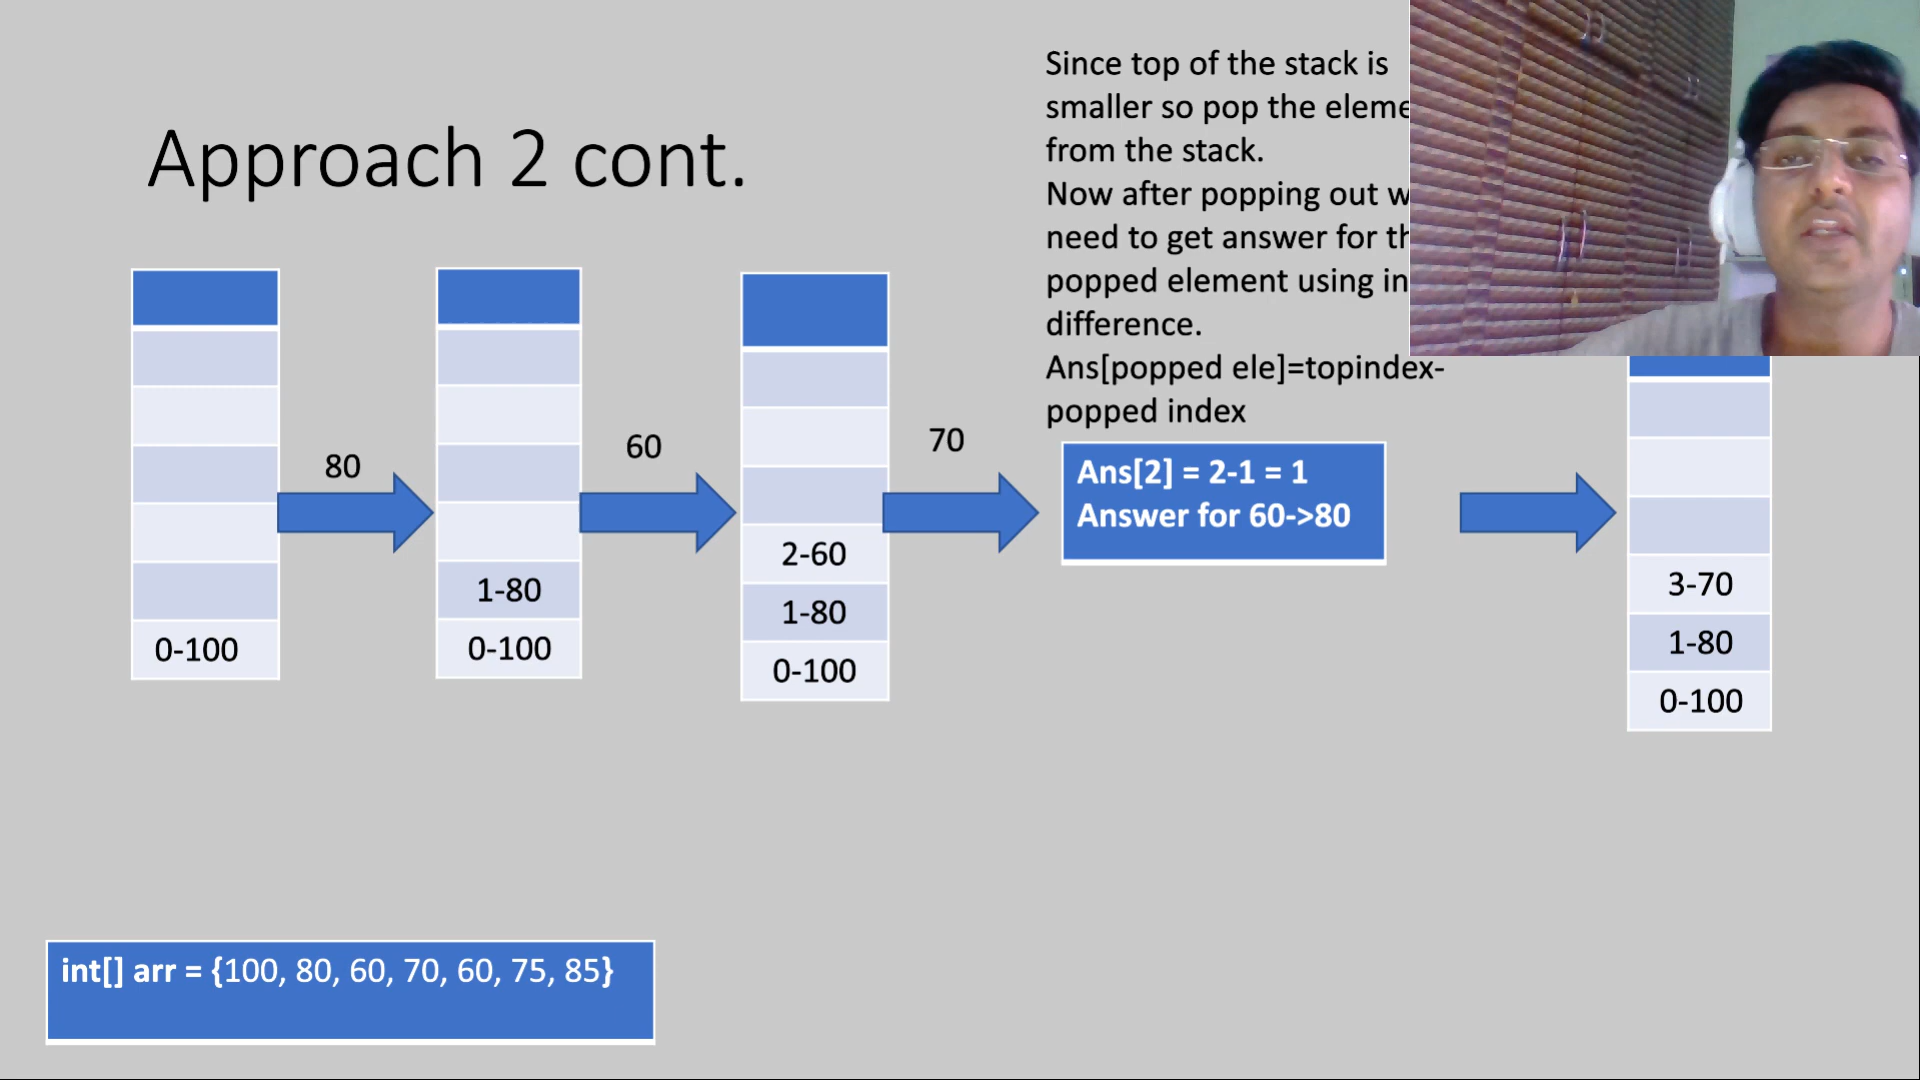 Approach 2 cont.
Since top of the stack is
smaller so pop the eleme
from the stack.
Now after popping out w
need to get answer for th
popped element using in
difference.
Ans[popped ele]=topindex-
popped index
80
60
70
Ans[2] = 2-1 = 1
Answer for 60->80
0-100
1-80
0-100
2-60
1-80
0-100
3-70
1-80
0-100
int[] arr = {100, 80, 60, 70, 60, 75, 85}